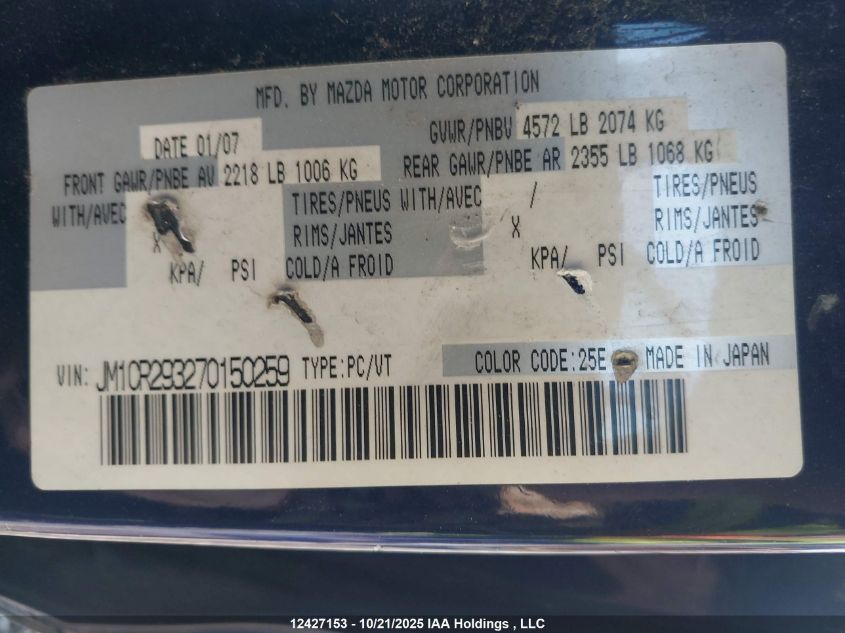 MFD. BY MAZDA MOTOR CORPORATION
DATE 01/07
GVWR/PNBV 4572 LB 2074 KG
FRONT GAWR/PNBE AV 2218 LB 1006 KG
REAR GAWR/PNBE AR 2355 LB 1068 KG
WITH/AVEC TIRES/PNEUS WITH/AVEC / TIRES/PNEUS
X RIMS/JANTES X RIMS/JANTES
KPA/ PSI COLD/A FROID KPA/ PSI COLD/A FROID
VIN: JM1CR293270150259 TYPE:PC/VT COLOR CODE:25E MADE IN JAPAN
12427153 - 10/21/2025 IAA Holdings , LLC